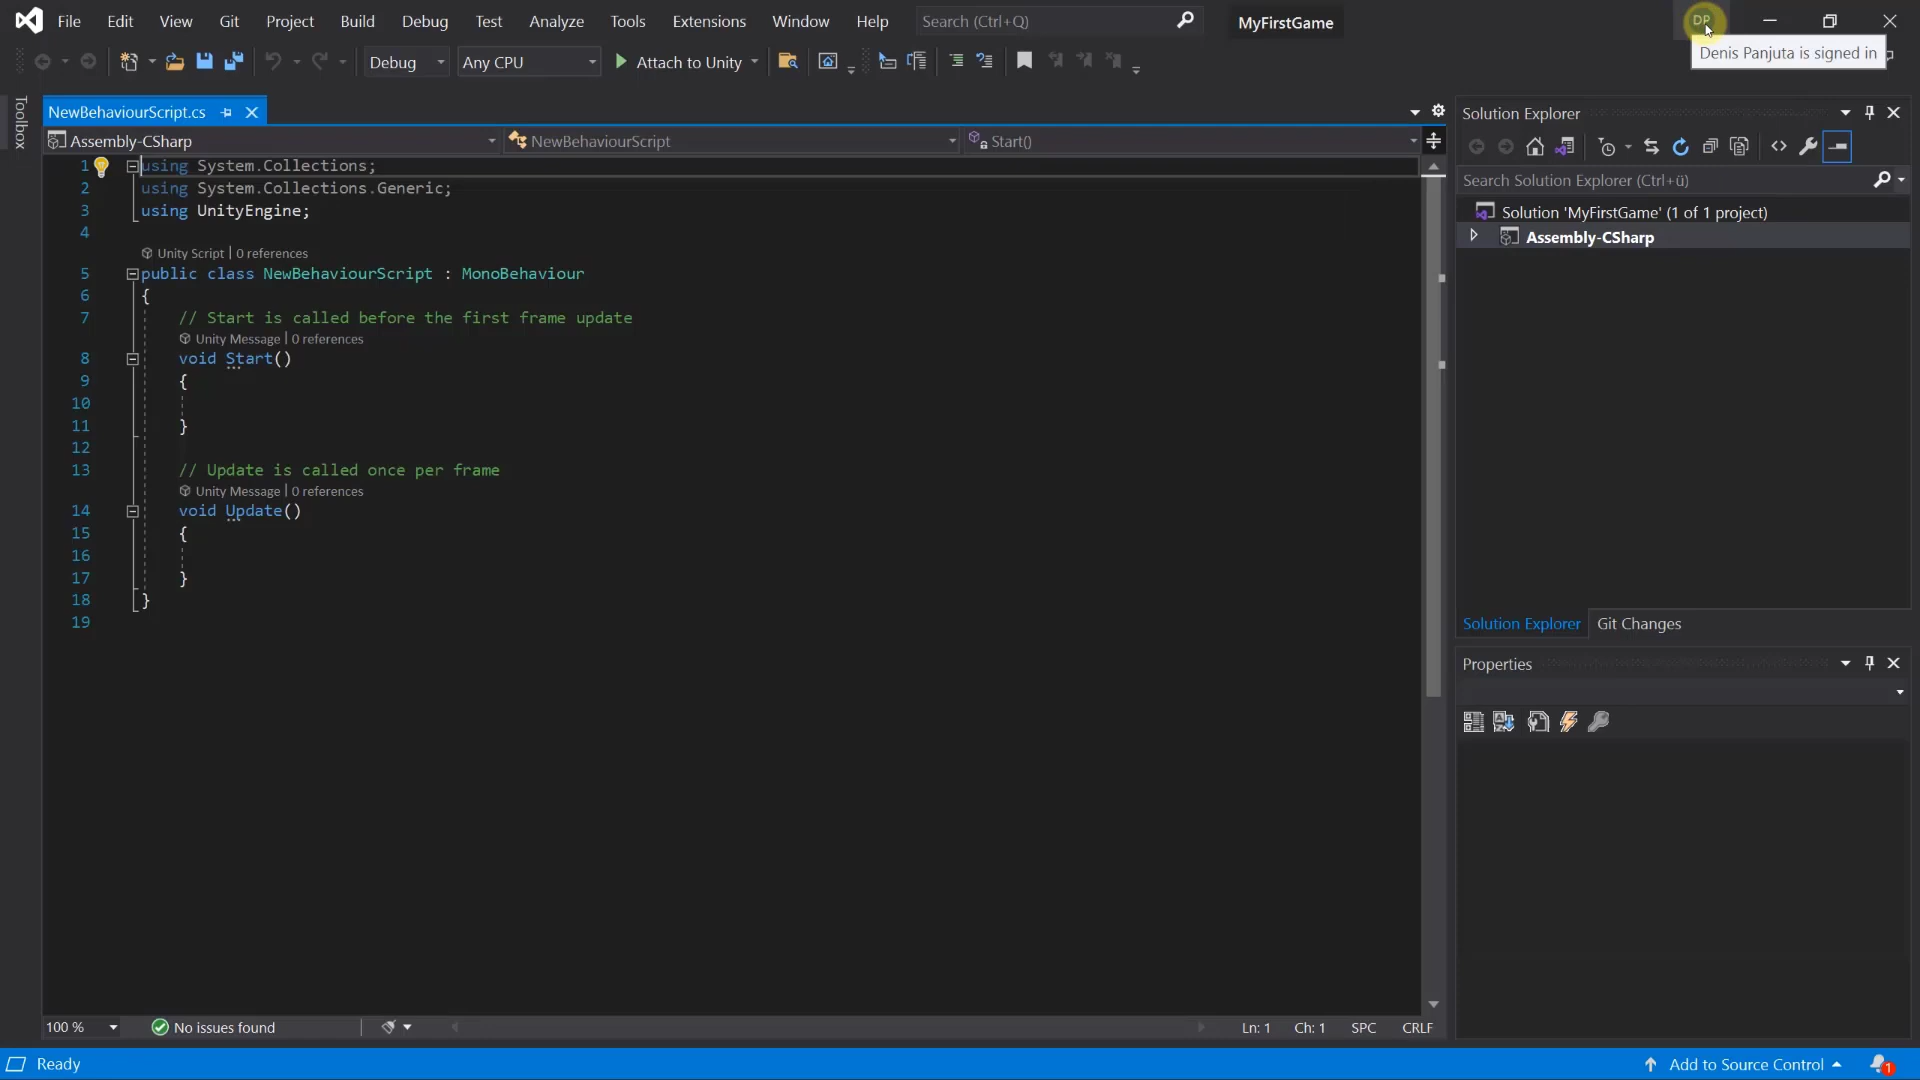 File Edit View Git Project Build Debug Test Analyze Tools Extensions Window Help Search (Ctrl+Q) MyFirstGame DP
Denis Panjuta is signed in
Debug Any CPU Attach to Unity
Toolbox
NewBehaviourScript.cs
Assembly-CSharp NewBehaviourScript Start()
1 using System.Collections;
2 using System.Collections.Generic;
3 using UnityEngine;
4
Unity Script | 0 references
5 public class NewBehaviourScript : MonoBehaviour
6 {
7 // Start is called before the first frame update
Unity Message | 0 references
8 void Start()
9 {
10
11 }
12
13 // Update is called once per frame
Unity Message | 0 references
14 void Update()
15 {
16
17 }
18 }
19
100 % No issues found Ln: 1 Ch: 1 SPC CRLF
Solution Explorer
Search Solution Explorer (Ctrl+ü)
Solution 'MyFirstGame' (1 of 1 project)
Assembly-CSharp
Solution Explorer Git Changes
Properties
Ready Add to Source Control 1